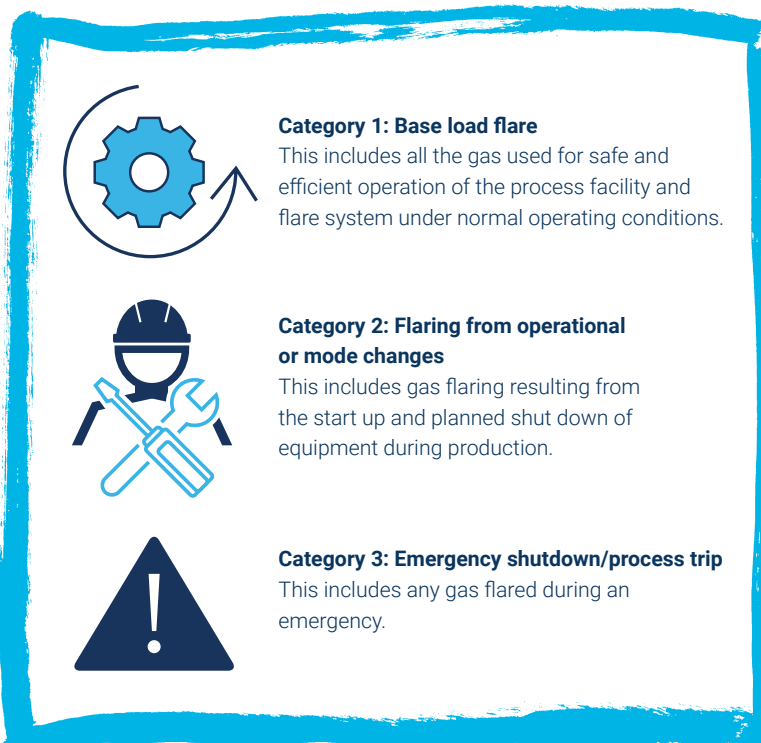 Category 1: Base load flare
This includes all the gas used for safe and
efficient operation of the process facility and
flare system under normal operating conditions.
Category 2: Flaring from operational
or mode changes
This includes gas flaring resulting from
the start up and planned shut down of
equipment during production.
Category 3: Emergency shutdown/process trip
This includes any gas flared during an
emergency.